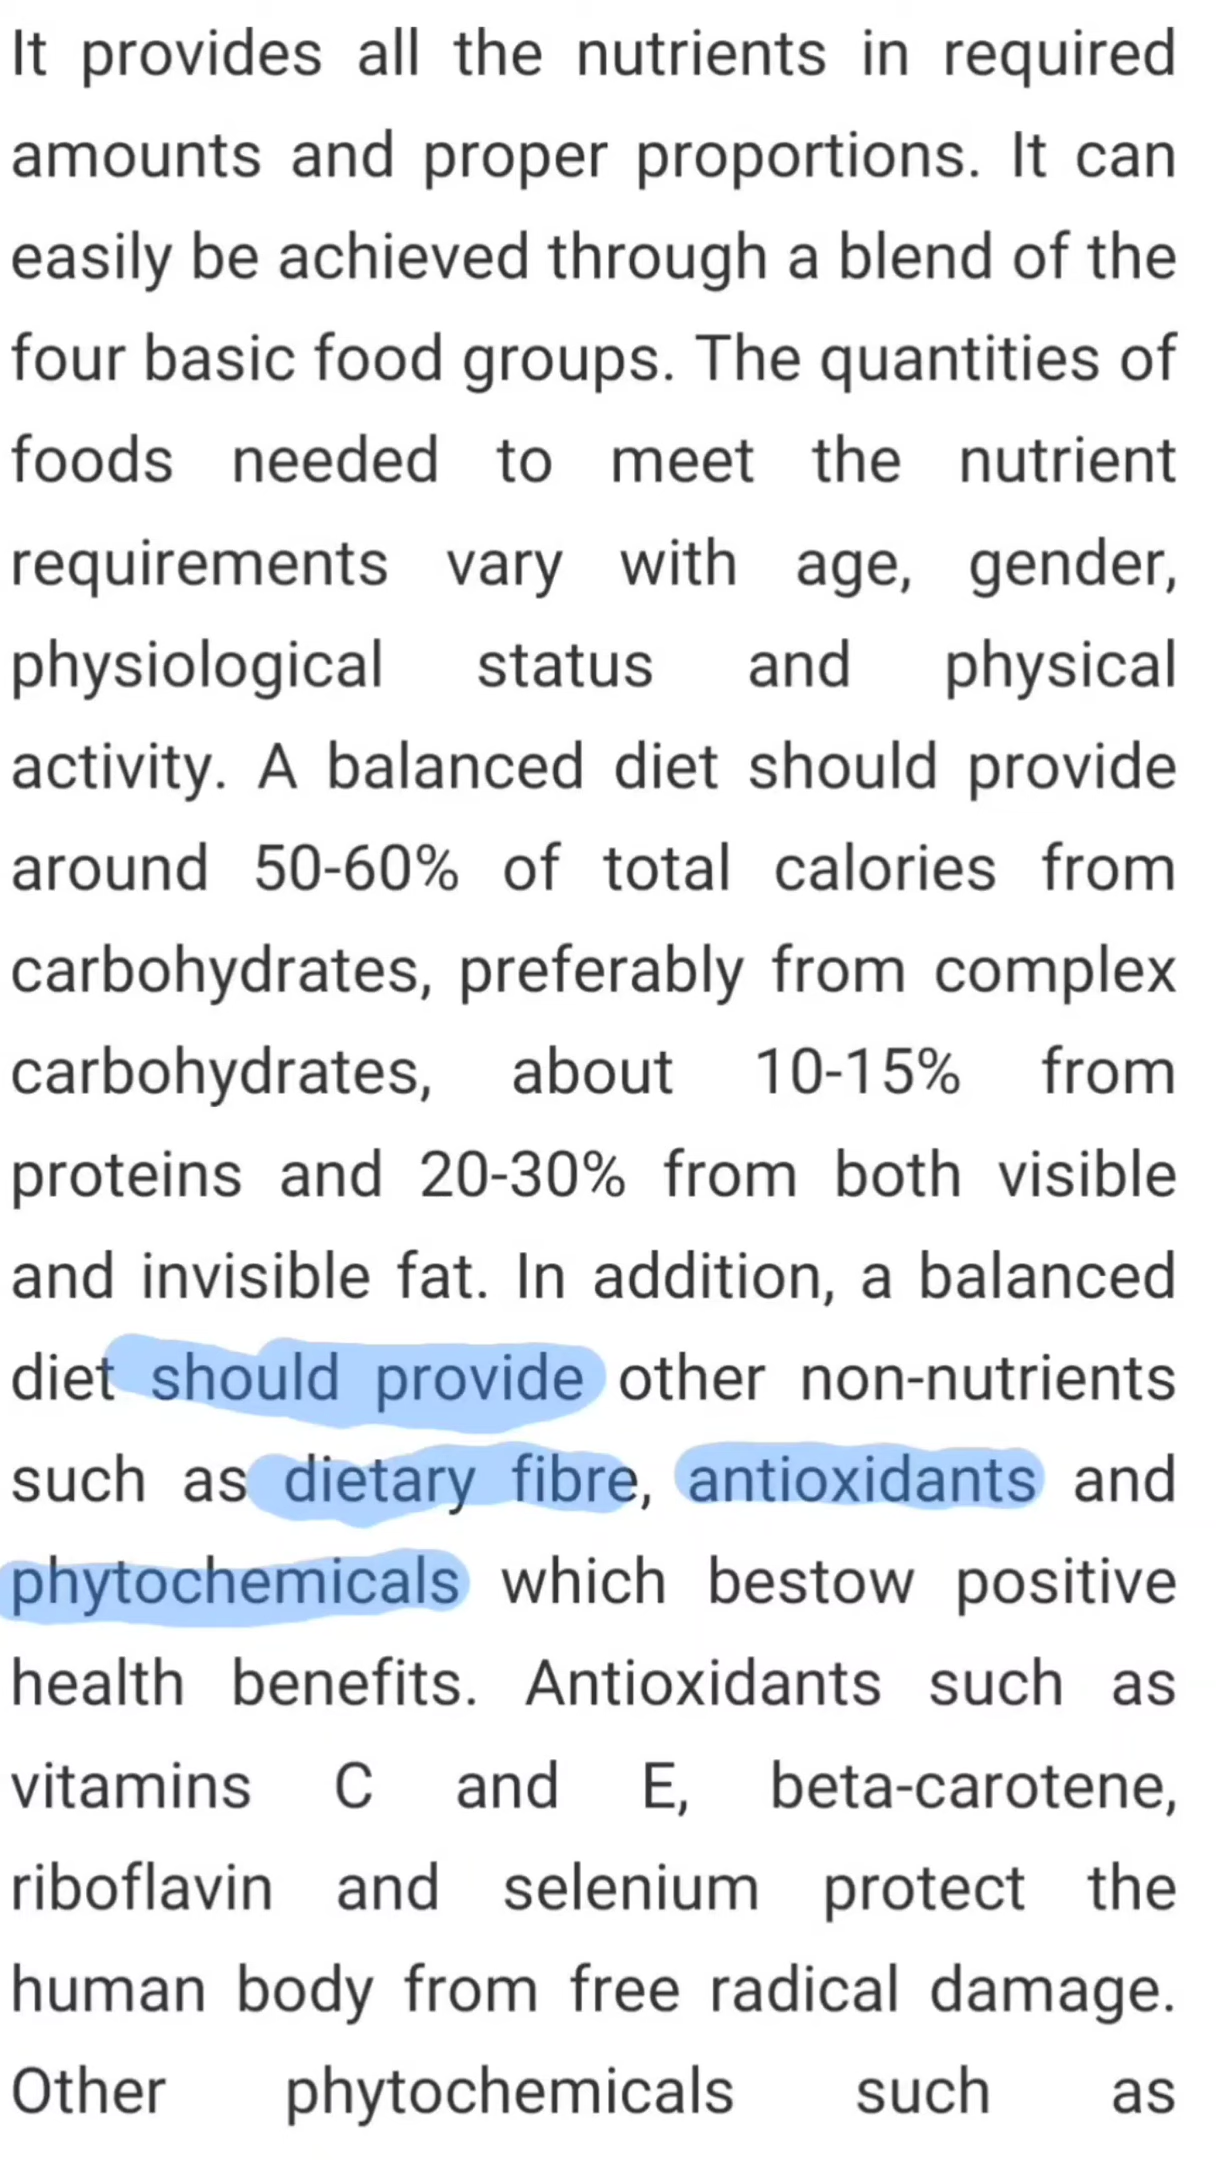 It provides all the nutrients in required
amounts and proper proportions. It can
easily be achieved through a blend of the
four basic food groups. The quantities of
foods needed to meet the nutrient
requirements vary with age, gender,
physiological status and physical
activity. A balanced diet should provide
around 50-60% of total calories from
carbohydrates, preferably from complex
carbohydrates, about 10-15% from
proteins and 20-30% from both visible
and invisible fat. In addition, a balanced
diet should provide other non-nutrients
such as dietary fibre, antioxidants and
phytochemicals which bestow positive
health benefits. Antioxidants such as
vitamins C and E, beta-carotene,
riboflavin and selenium protect the
human body from free radical damage.
Other phytochemicals such as